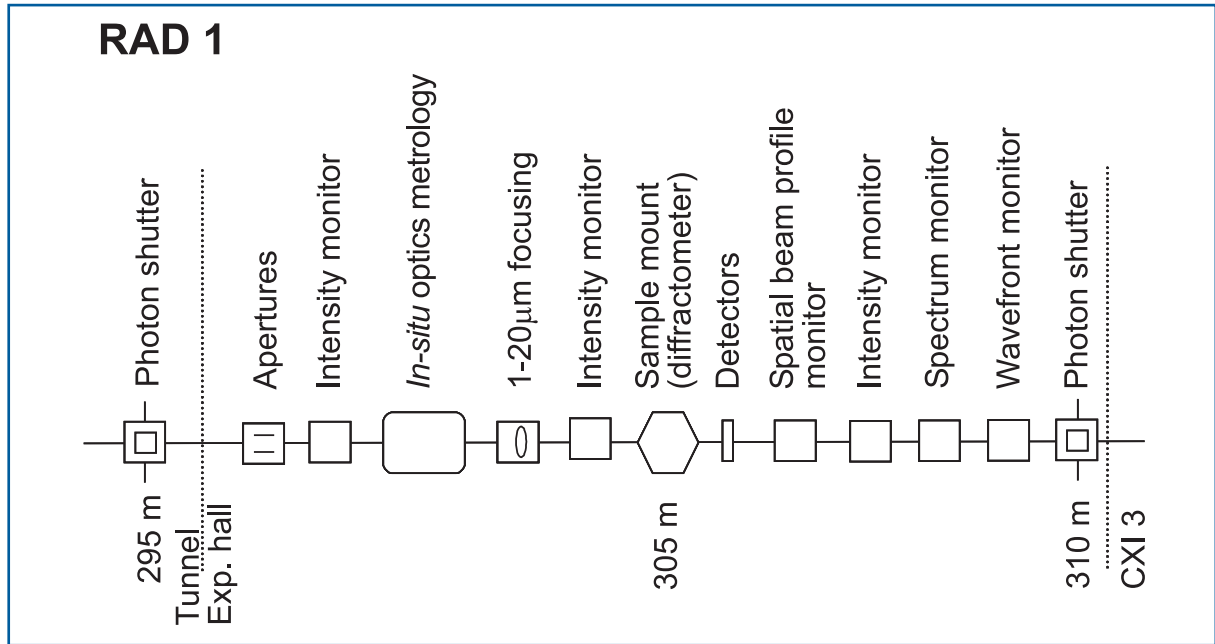 RAD 1
Photon shutter
Apertures
Intensity monitor
In-situ optics metrology
1-20μm focusing
Intensity monitor
Sample mount
(diffractometer)
Detectors
Spatial beam profile
monitor
Intensity monitor
Spectrum monitor
Wavefront monitor
Photon shutter
295 m
Tunnel
Exp. hall
305 m
310 m
CXI 3